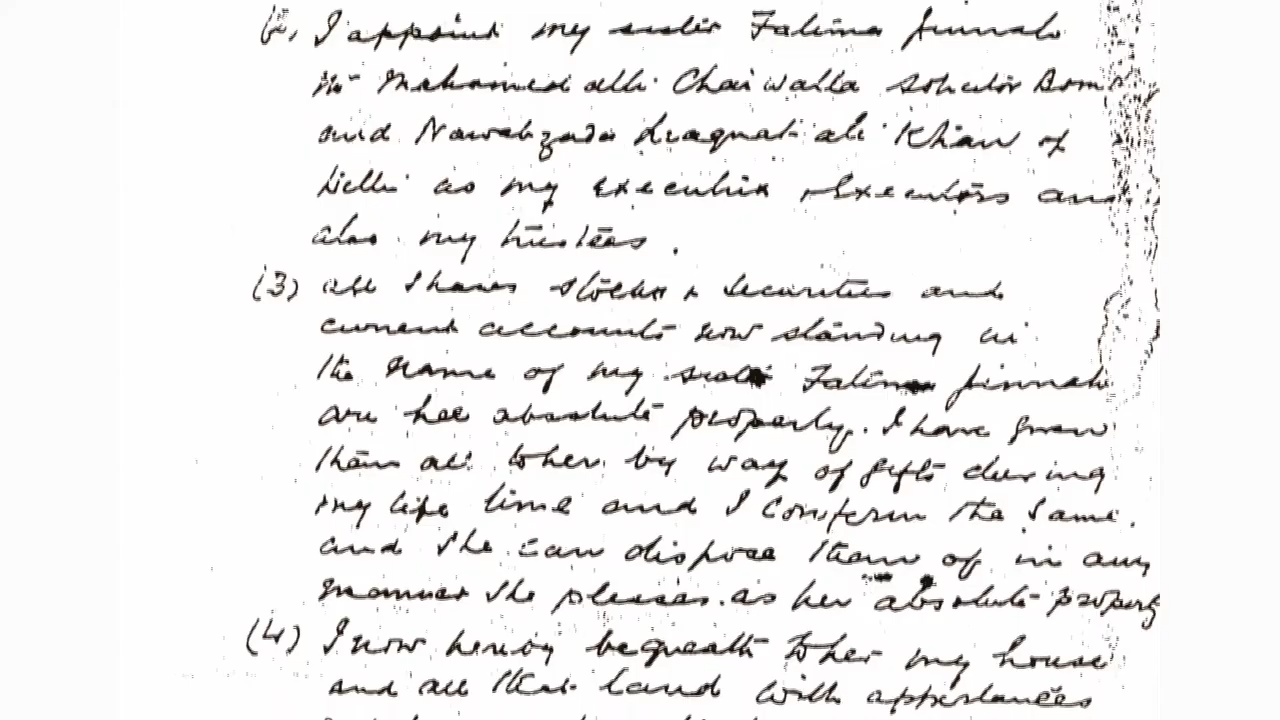 I appoint my sister Fatima Jinnah
Mr Mahomedalli Chaiwalla Solicitor
and Nawabzada Liaquat ali Khan of
Delhi as my executrix Executors and
also my trustees.
(3) all shares stocks & securities and
current accounts now standing in
the name of my sister Fatima Jinnah
are her absolute property. I have given
them all to her by way of gifts during
my life time and I confirm the same.
and she can dispose them of in any
manner she pleases as her absolute property
(4) I now hereby bequeath to her my house
and all that land with